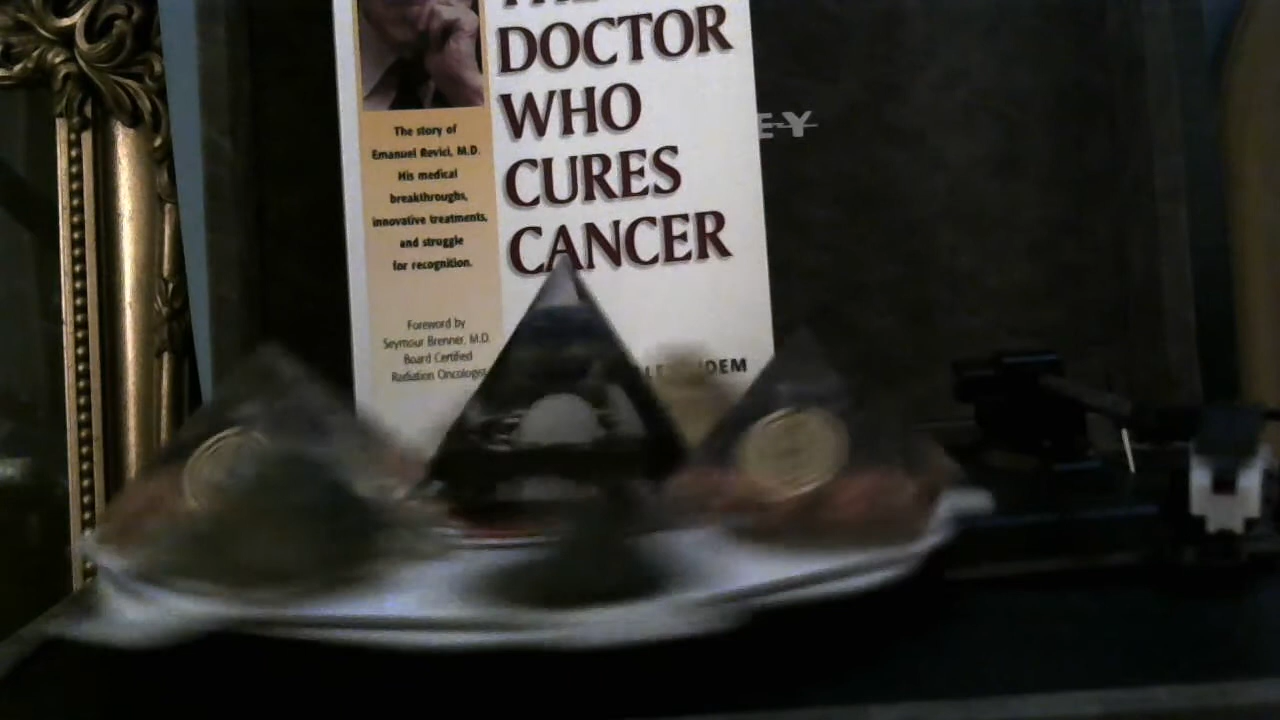 DOCTOR
WHO
CURES
CANCER
The story of
Emanuel Revici, M.D.
His medical
breakthroughs,
innovative treatments,
and struggle
for recognition.
Foreword by
Seymour Brenner, M.D.
Board Certified
Radiation Oncologist
EY